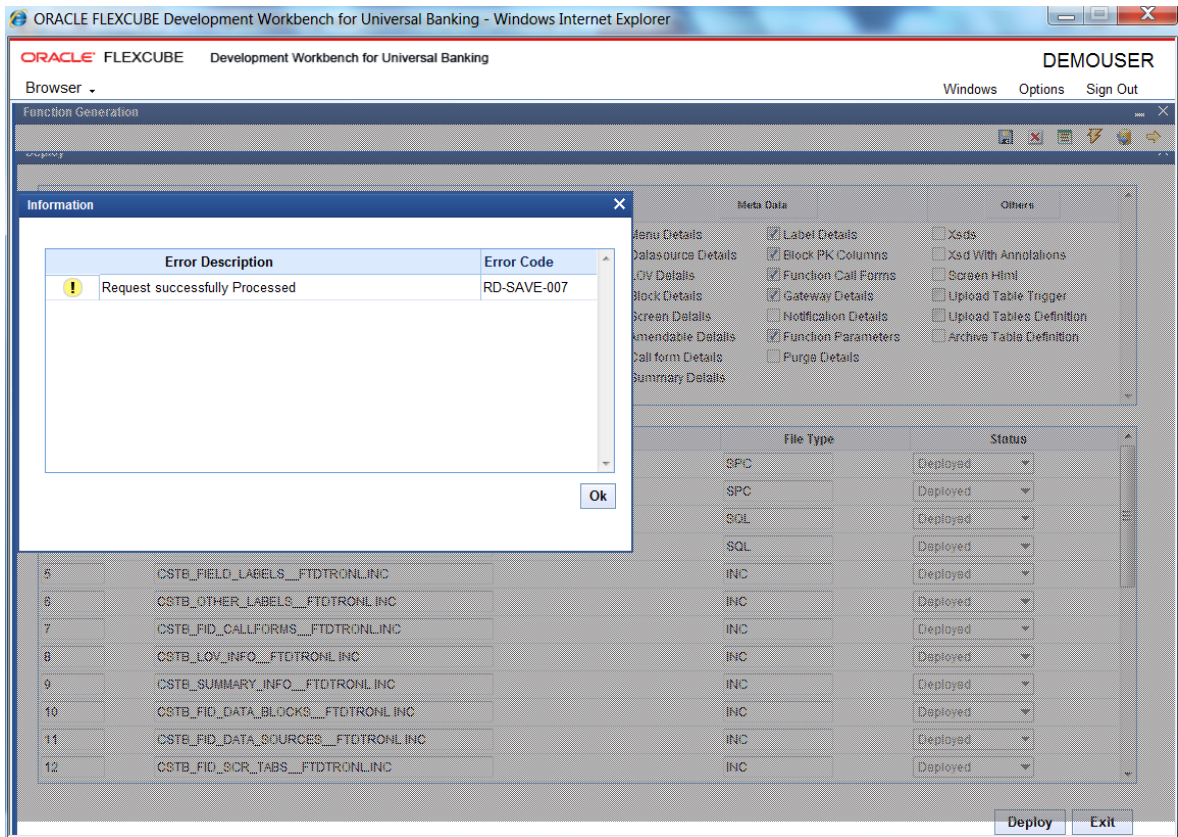 ORACLE FLEXCUBE Development Workbench for Universal Banking - Windows Internet Explorer
ORACLE FLEXCUBE Development Workbench for Universal Banking
DEMOUSER
Browser
Windows Options Sign Out
Function Generation
Deploy
Information
Error Description Error Code
Request successfully Processed RD-SAVE-007
Ok
Meta Data Others
Menu Details Label Details Xsds
Datasource Details Block PK Columns Xsd With Annotations
LOV Details Function Call Forms Screen Html
Block Details Gateway Details Upload Table Trigger
Screen Details Notification Details Upload Tables Definition
Amendable Details Function Parameters Archive Table Definition
Call form Details Purge Details
Summary Details
File Type Status
SPC Deployed
SPC Deployed
SQL Deployed
SQL Deployed
5 CSTB_FIELD_LABELS__FTDTRONL.INC INC Deployed
6 CSTB_OTHER_LABELS__FTDTRONL.INC INC Deployed
7 CSTB_FID_CALLFORMS__FTDTRONL.INC INC Deployed
8 CSTB_LOV_INFO__FTDTRONL.INC INC Deployed
9 CSTB_SUMMARY_INFO__FTDTRONL.INC INC Deployed
10 CSTB_FID_DATA_BLOCKS__FTDTRONL.INC INC Deployed
11 CSTB_FID_DATA_SOURCES__FTDTRONL.INC INC Deployed
12 CSTB_FID_SCR_TABS__FTDTRONL.INC INC Deployed
Deploy Exit